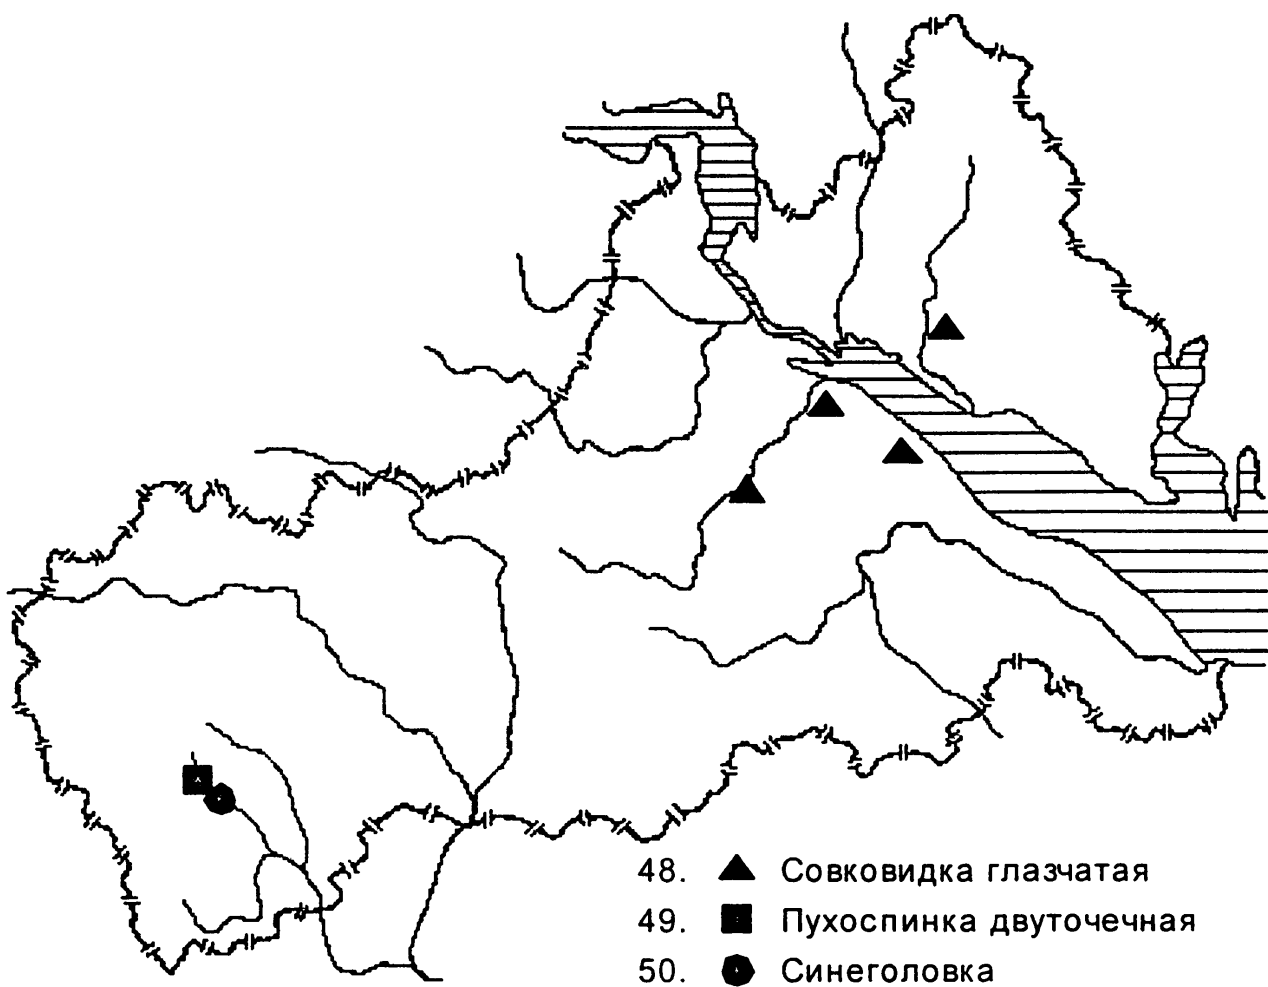 48. Совковидка глазчатая
49. Пухоспинка двуточечная
50. Синеголовка